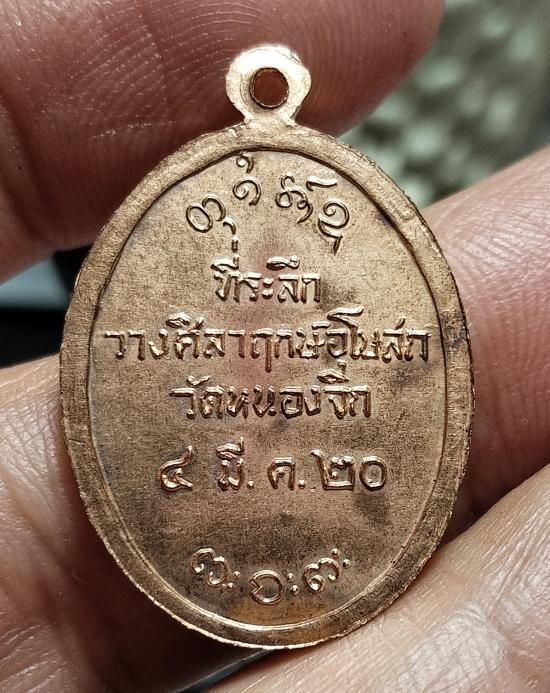 ที่ระลึก
วางศิลาฤกษ์อุโบสถ
วัดหนองจิก
๔ มี.ค.๒๐